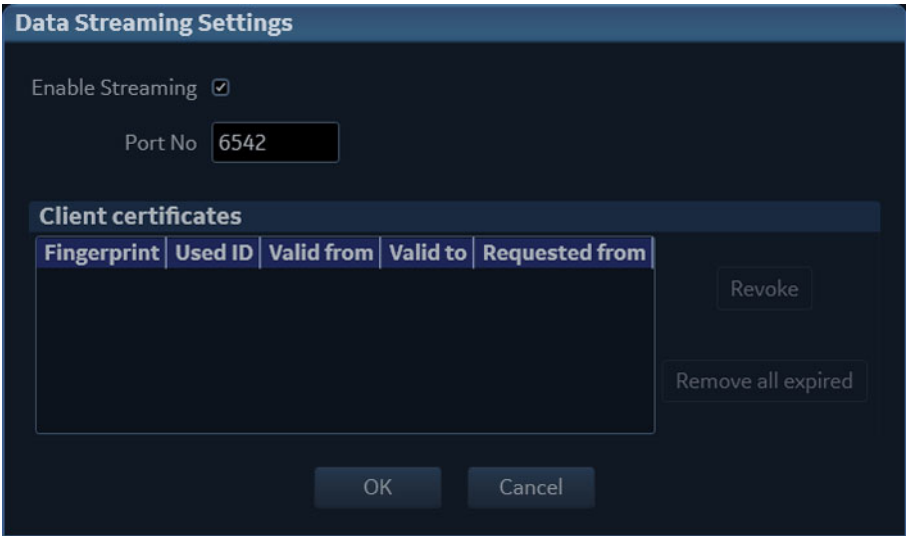 Data Streaming Settings
Enable Streaming
Port No 6542
Client certificates
Fingerprint Used ID Valid from Valid to Requested from
Revoke
Remove all expired
OK Cancel